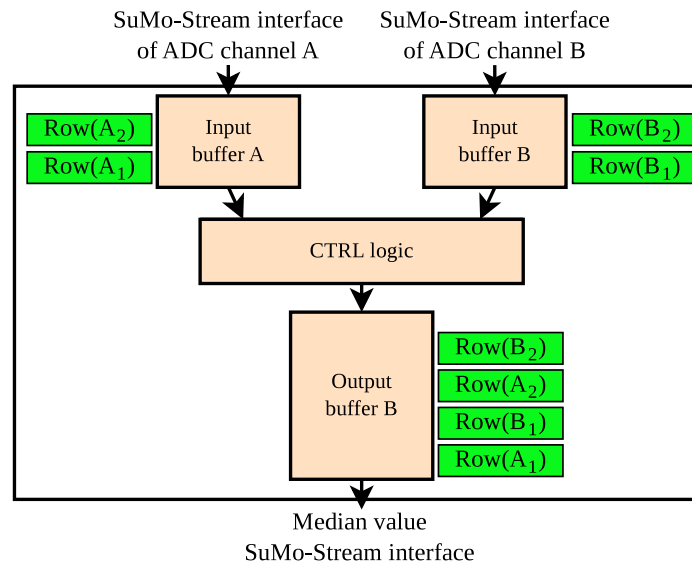 SuMo-Stream interface
of ADC channel A
SuMo-Stream interface
of ADC channel B
Row(A₂)
Row(A₁)
Input
buffer A
Input
buffer B
Row(B₂)
Row(B₁)
CTRL logic
Output
buffer B
Row(B₂)
Row(A₂)
Row(B₁)
Row(A₁)
Median value
SuMo-Stream interface